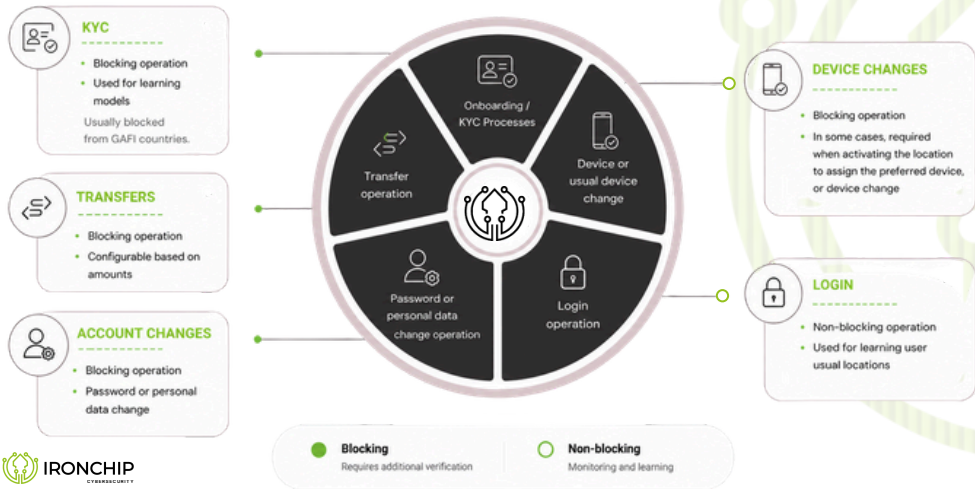 KYC
• Blocking operation
• Used for learning
models
Usually blocked
from GAFI countries.
TRANSFERS
• Blocking operation
• Configurable based on
amounts
ACCOUNT CHANGES
• Blocking operation
• Password or personal
data change
Onboarding /
KYC Processes
Transfer
operation
Device or
usual device
change
Password or
personal data
change operation
Login
operation
DEVICE CHANGES
• Blocking operation
• In some cases, required
when activating the location
to assign the preferred device,
or device change
LOGIN
• Non-blocking operation
• Used for learning user
usual locations
Blocking
Requires additional verification
Non-blocking
Monitoring and learning
IRONCHIP
CYBERSECURITY